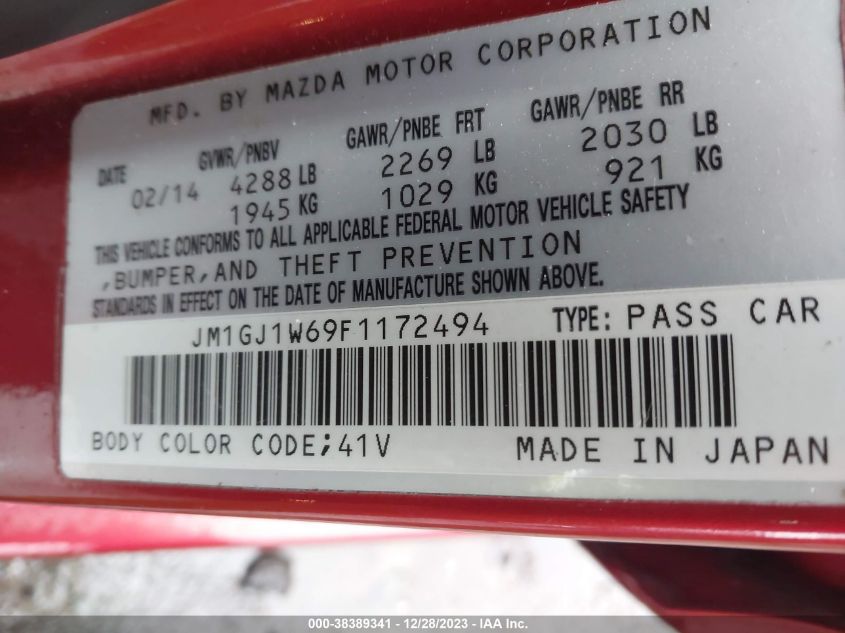 MFD. BY MAZDA MOTOR CORPORATION
DATE GVWR/PNBV GAWR/PNBE FRT GAWR/PNBE RR
02/14 4288 LB 2269 LB 2030 LB
1945 KG 1029 KG 921 KG
THIS VEHICLE CONFORMS TO ALL APPLICABLE FEDERAL MOTOR VEHICLE SAFETY
,BUMPER,AND THEFT PREVENTION
STANDARDS IN EFFECT ON THE DATE OF MANUFACTURE SHOWN ABOVE.
JM1GJ1W69F1172494 TYPE: PASS CAR
BODY COLOR CODE;41V MADE IN JAPAN
000-38389341 - 12/28/2023 - IAA Inc.